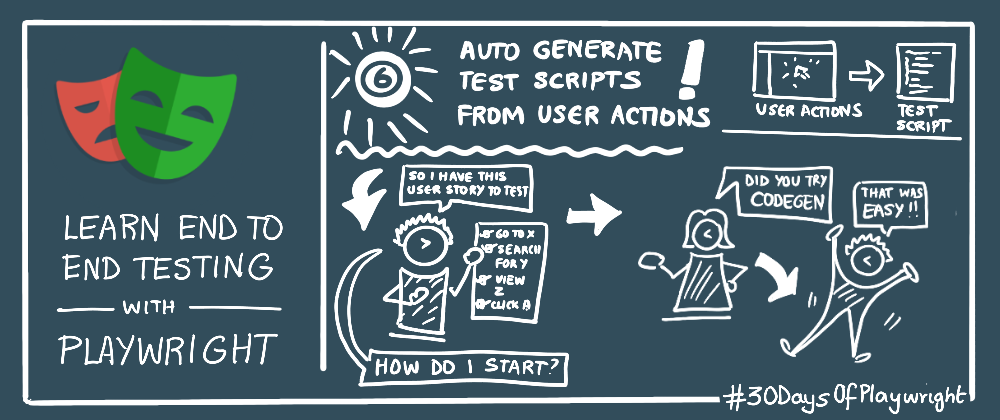 LEARN END TO
END TESTING
WITH
PLAYWRIGHT
6
AUTO GENERATE
TEST SCRIPTS
FROM USER ACTIONS!
USER ACTIONS
TEST
SCRIPT
SO I HAVE THIS
USER STORY TO TEST
GO TO X
SEARCH
FOR Y
VIEW
Z
CLICK A
HOW DO I START?
DID YOU TRY
CODEGEN
THAT WAS
EASY!!
#30DaysOfPlaywright